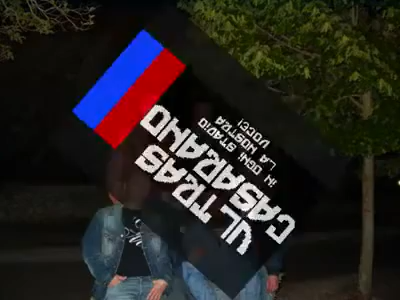 ULTRAS
CASARANO
iN OGNi STADiO
LA NOSTRA
VOCE!